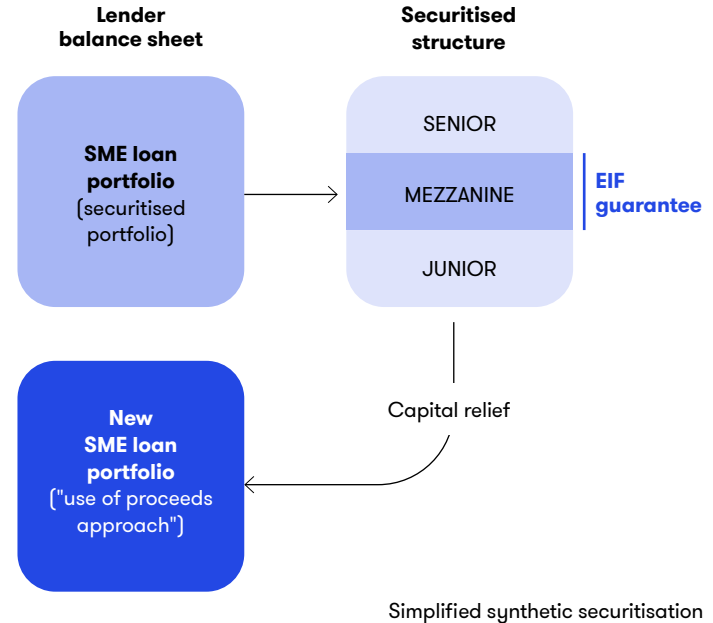 Lender
balance sheet
Securitised
structure
SME loan
portfolio
(securitised
portfolio)
SENIOR
MEZZANINE
JUNIOR
EIF
guarantee
Capital relief
New
SME loan
portfolio
("use of proceeds
approach")
Simplified synthetic securitisation